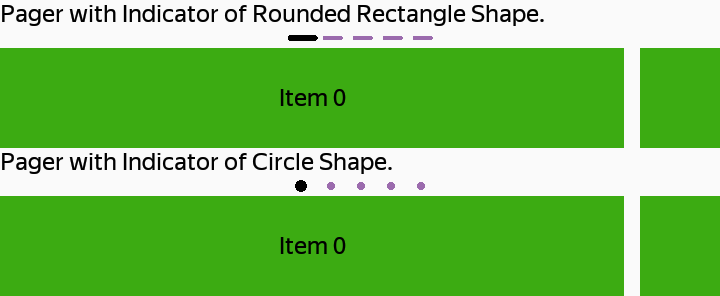 Pager with Indicator of Rounded Rectangle Shape.
Item 0
Pager with Indicator of Circle Shape.
Item 0